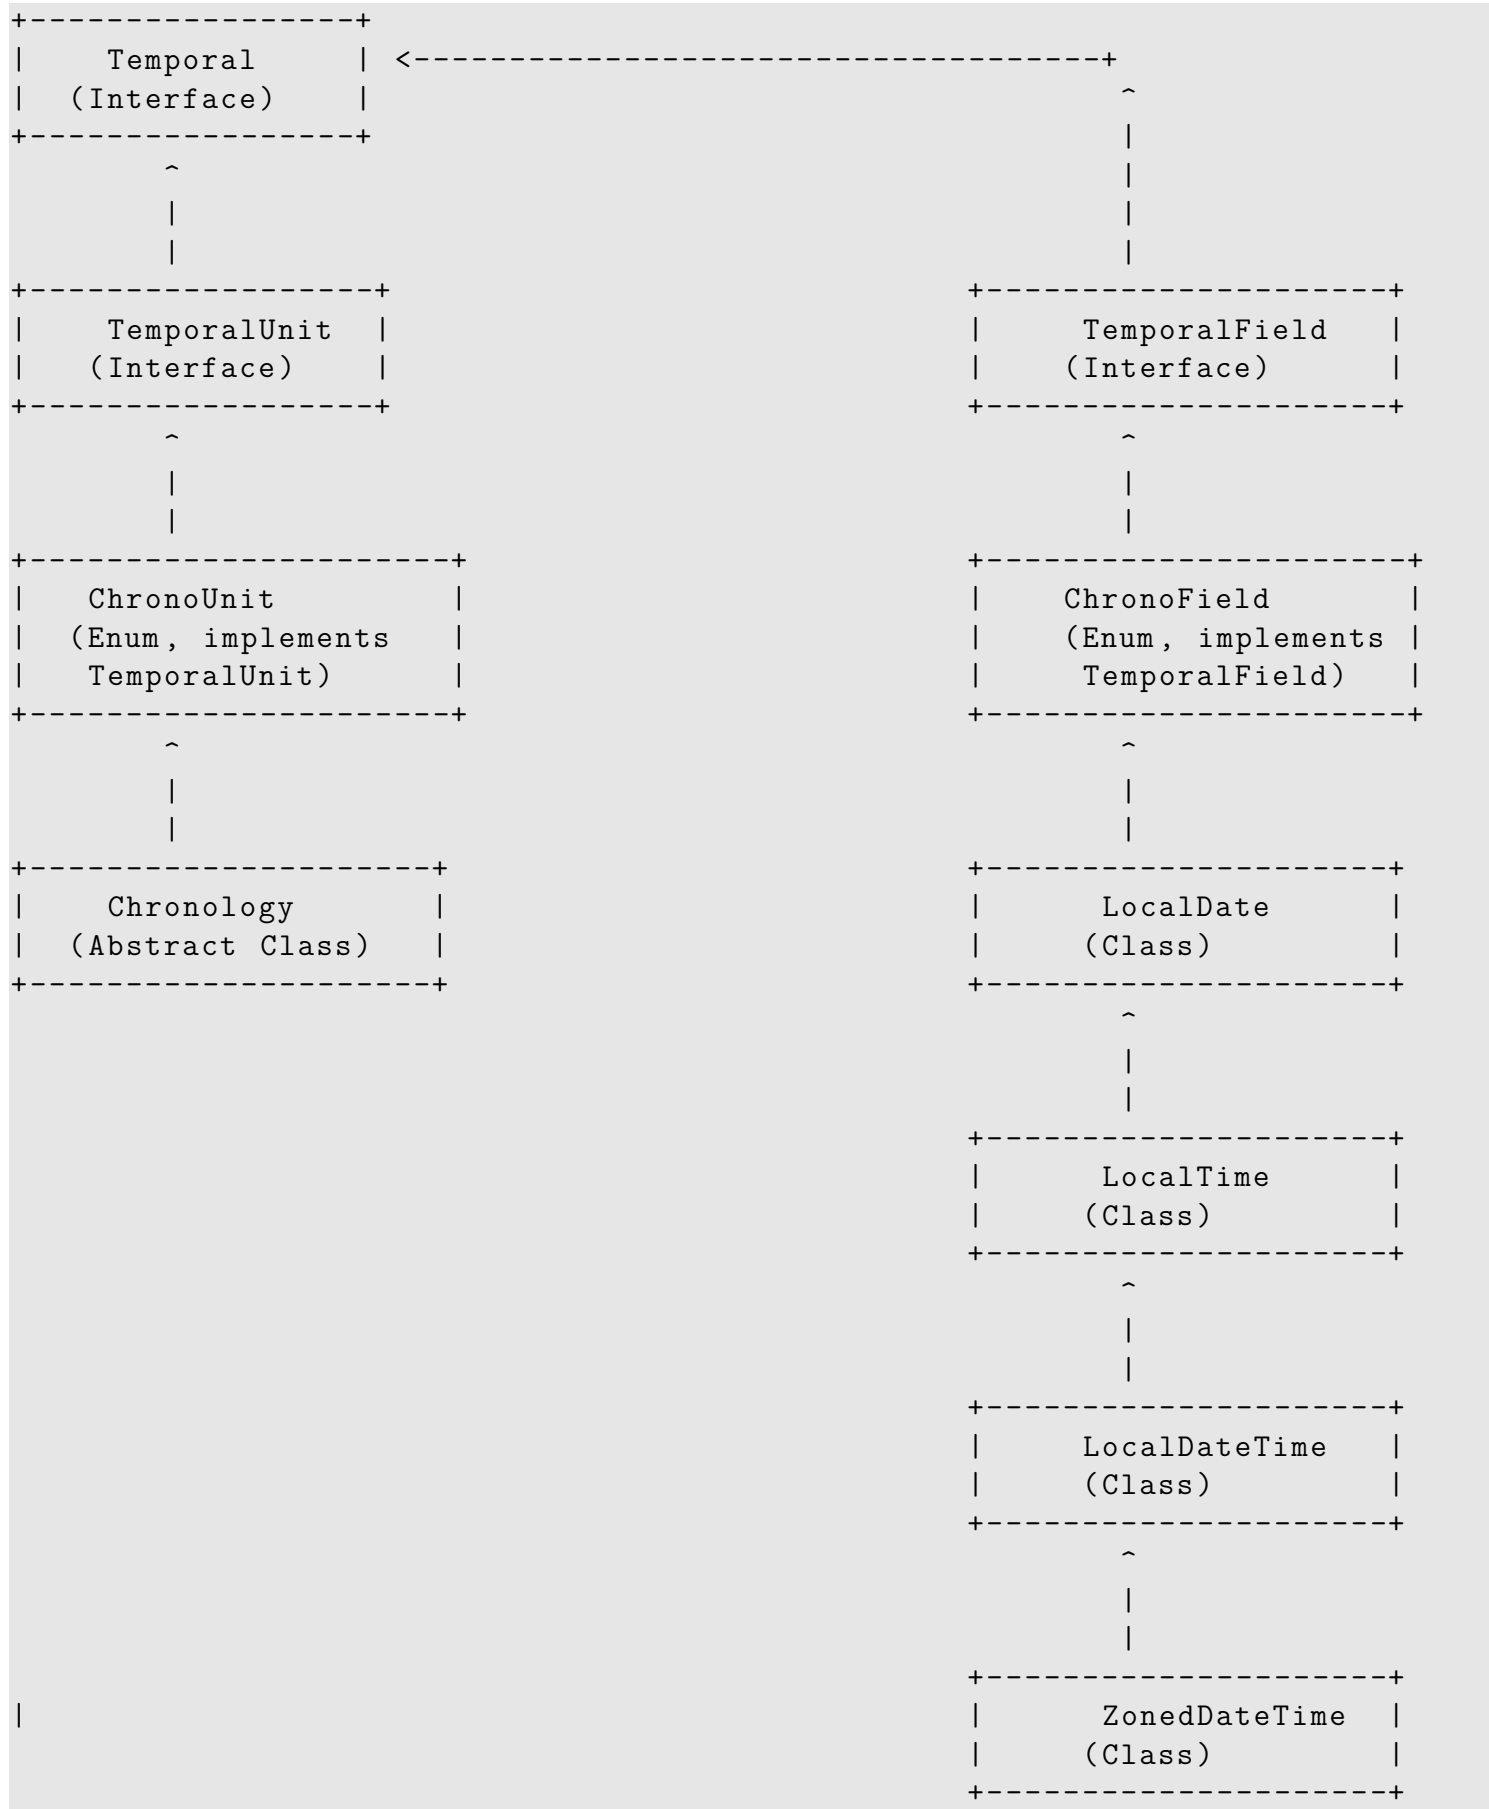 +-----------------+
|    Temporal     | <------------------------------------+
|  (Interface)    |                                       ^
+-----------------+                                       |
        ^                                                 |
        |                                                 |
        |                                                 |
+------------------+                              +---------------------+
|    TemporalUnit  |                              |     TemporalField   |
|   (Interface)    |                              |    (Interface)      |
+------------------+                              +---------------------+
        ^                                                 ^
        |                                                 |
        |                                                 |
+----------------------+                          +----------------------+
|   ChronoUnit         |                          |    ChronoField       |
|  (Enum, implements   |                          |    (Enum, implements |
|   TemporalUnit)      |                          |     TemporalField)   |
+----------------------+                          +----------------------+
        ^                                                 ^
        |                                                 |
        |                                                 |
+---------------------+                           +---------------------+
|    Chronology       |                           |      LocalDate      |
|  (Abstract Class)   |                           |     (Class)         |
+---------------------+                           +---------------------+
                                                          ^
                                                          |
                                                          |
                                                  +---------------------+
                                                  |      LocalTime      |
                                                  |     (Class)         |
                                                  +---------------------+
                                                          ^
                                                          |
                                                          |
                                                  +---------------------+
                                                  |     LocalDateTime   |
                                                  |     (Class)         |
                                                  +---------------------+
                                                          ^
                                                          |
                                                          |
                                                  +---------------------+
|                                                 |      ZonedDateTime  |
                                                  |     (Class)         |
                                                  +---------------------+